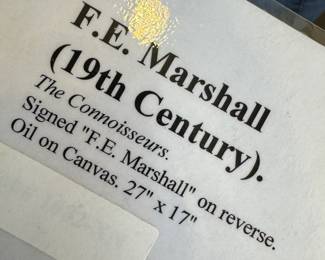 F.E. Marshall
(19th Century).
The Connoisseurs.
Signed "F.E. Marshall" on reverse.
Oil on Canvas. 27" x 17"